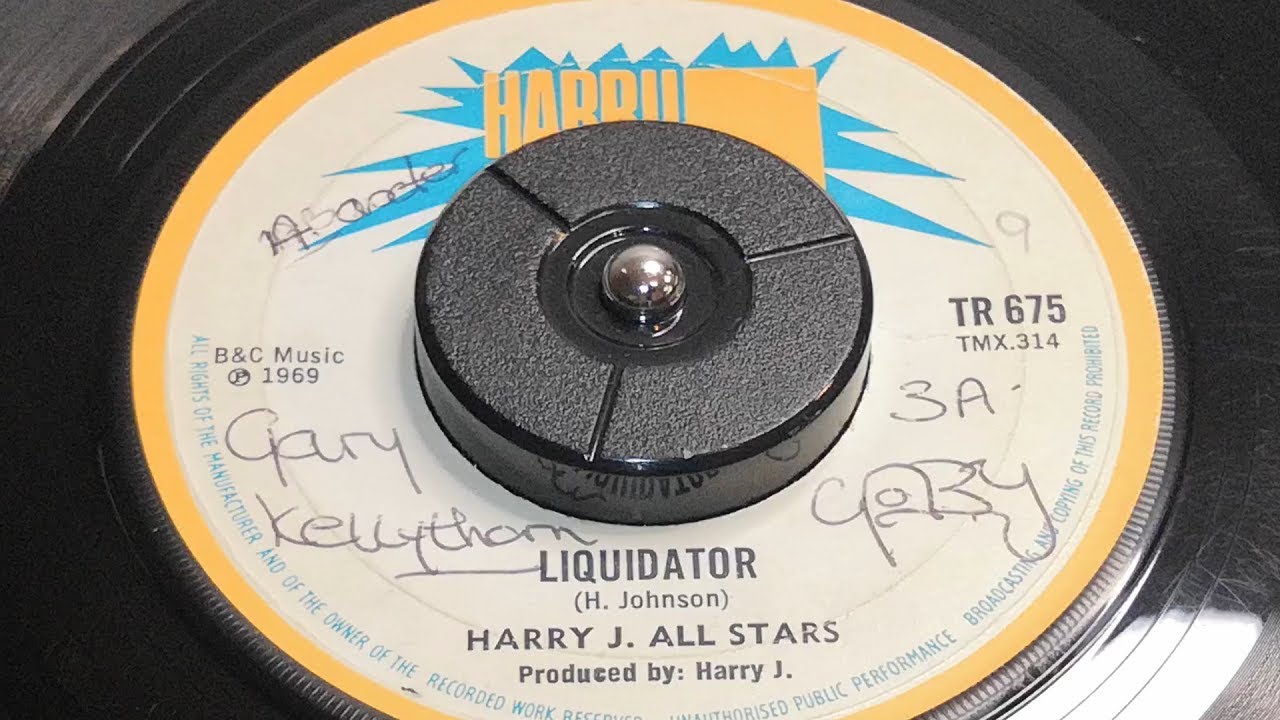 HARRY
9
TR 675
TMX.314
B&C Music
℗ 1969
3A
Gary
Kellythorn
LIQUIDATOR
(H. Johnson)
HARRY J. ALL STARS
Produced by: Harry J.
ALL RIGHTS OF THE MANUFACTURER AND OF THE OWNER OF THE RECORDED WORK RESERVED UNAUTHORISED PUBLIC PERFORMANCE BROADCASTING AND COPYING OF THIS RECORD PROHIBITED